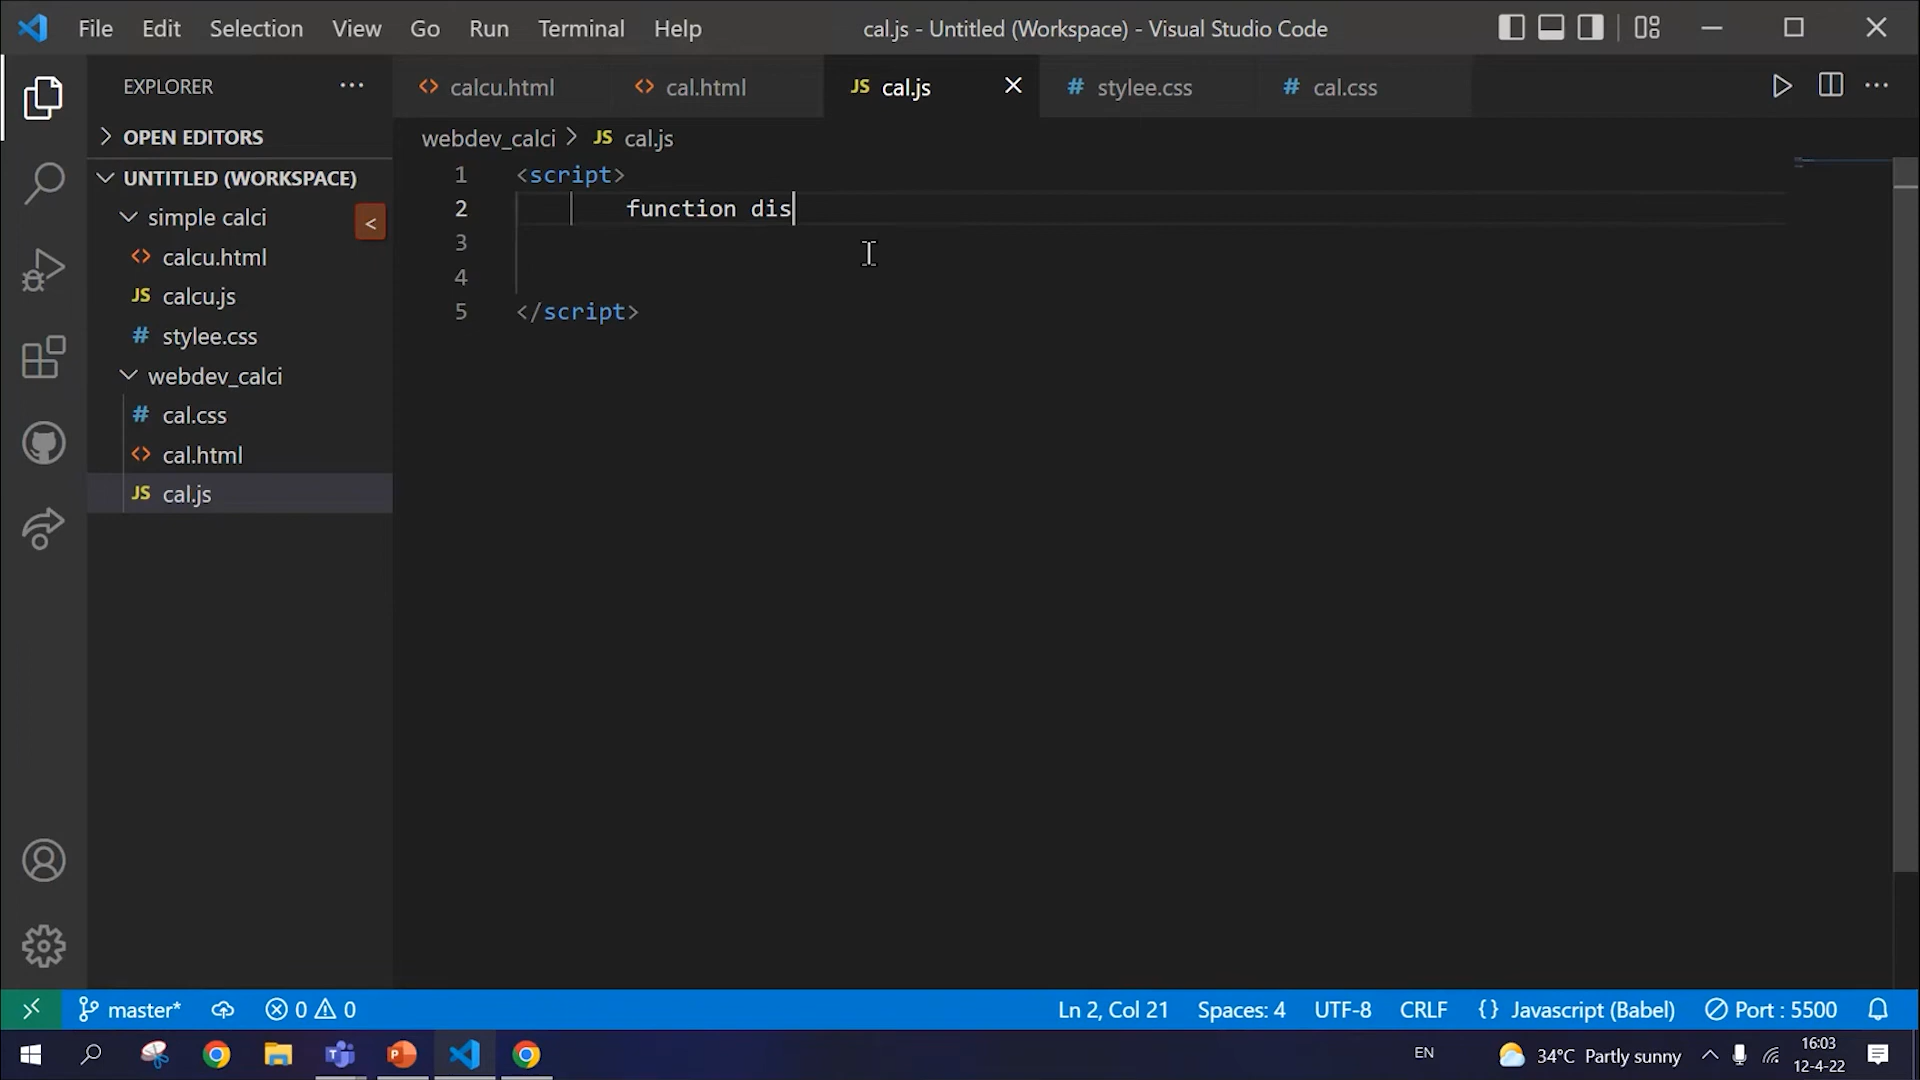 File Edit Selection View Go Run Terminal Help cal.js - Untitled (Workspace) - Visual Studio Code
EXPLORER ···
calcu.html
cal.html
JS cal.js
# stylee.css
# cal.css
OPEN EDITORS
webdev_calci > JS cal.js
UNTITLED (WORKSPACE)
simple calci
<
calcu.html
JS calcu.js
# stylee.css
webdev_calci
# cal.css
cal.html
JS cal.js
1 <script>
2 function dis
3
4
5 </script>
master* 0 0 Ln 2, Col 21 Spaces: 4 UTF-8 CRLF {} Javascript (Babel) Port : 5500
EN 34°C Partly sunny 16:03
12-4-22